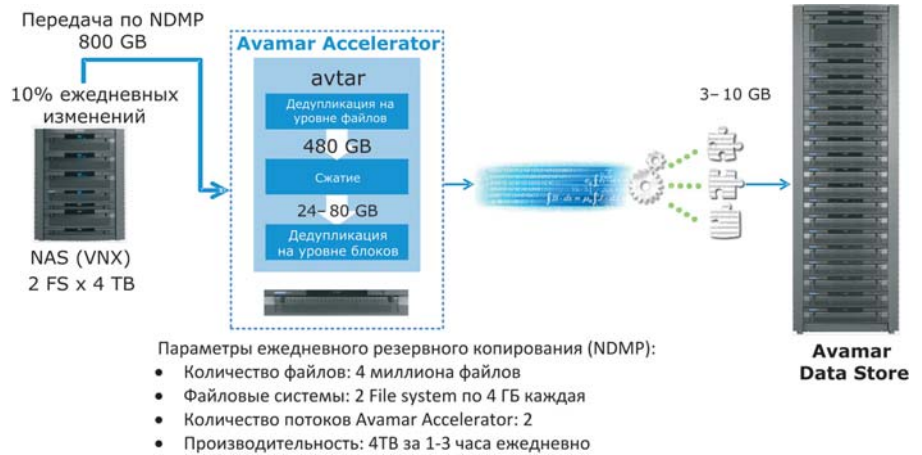 Передача по NDMP
800 GB
10% ежедневных
изменений
NAS (VNX)
2 FS x 4 TB
Avamar Accelerator
avtar
Дедупликация на
уровне файлов
480 GB
Сжатие
24–80 GB
Дедупликация
на уровне блоков
3–10 GB
Avamar
Data Store
Параметры ежедневного резервного копирования (NDMP):
• Количество файлов: 4 миллиона файлов
• Файловые системы: 2 File system по 4 ГБ каждая
• Количество потоков Avamar Accelerator: 2
• Производительность: 4ТВ за 1-3 часа ежедневно